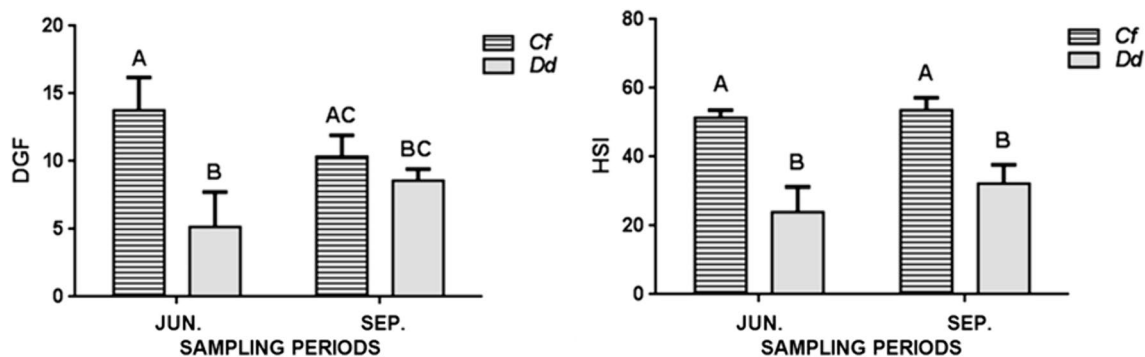 20
15
10
5
0
DGF
A
B
AC
BC
Cf
Dd
JUN.
SEP.
SAMPLING PERIODS
80
60
40
20
0
HSI
A
B
A
B
Cf
Dd
JUN.
SEP.
SAMPLING PERIODS